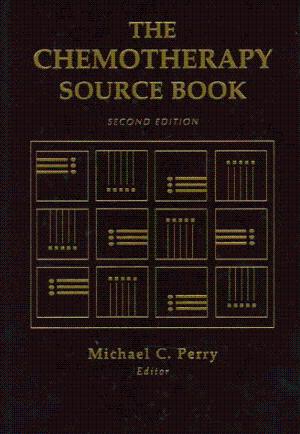 THE
CHEMOTHERAPY
SOURCE BOOK
SECOND EDITION
Michael C. Perry
Editor